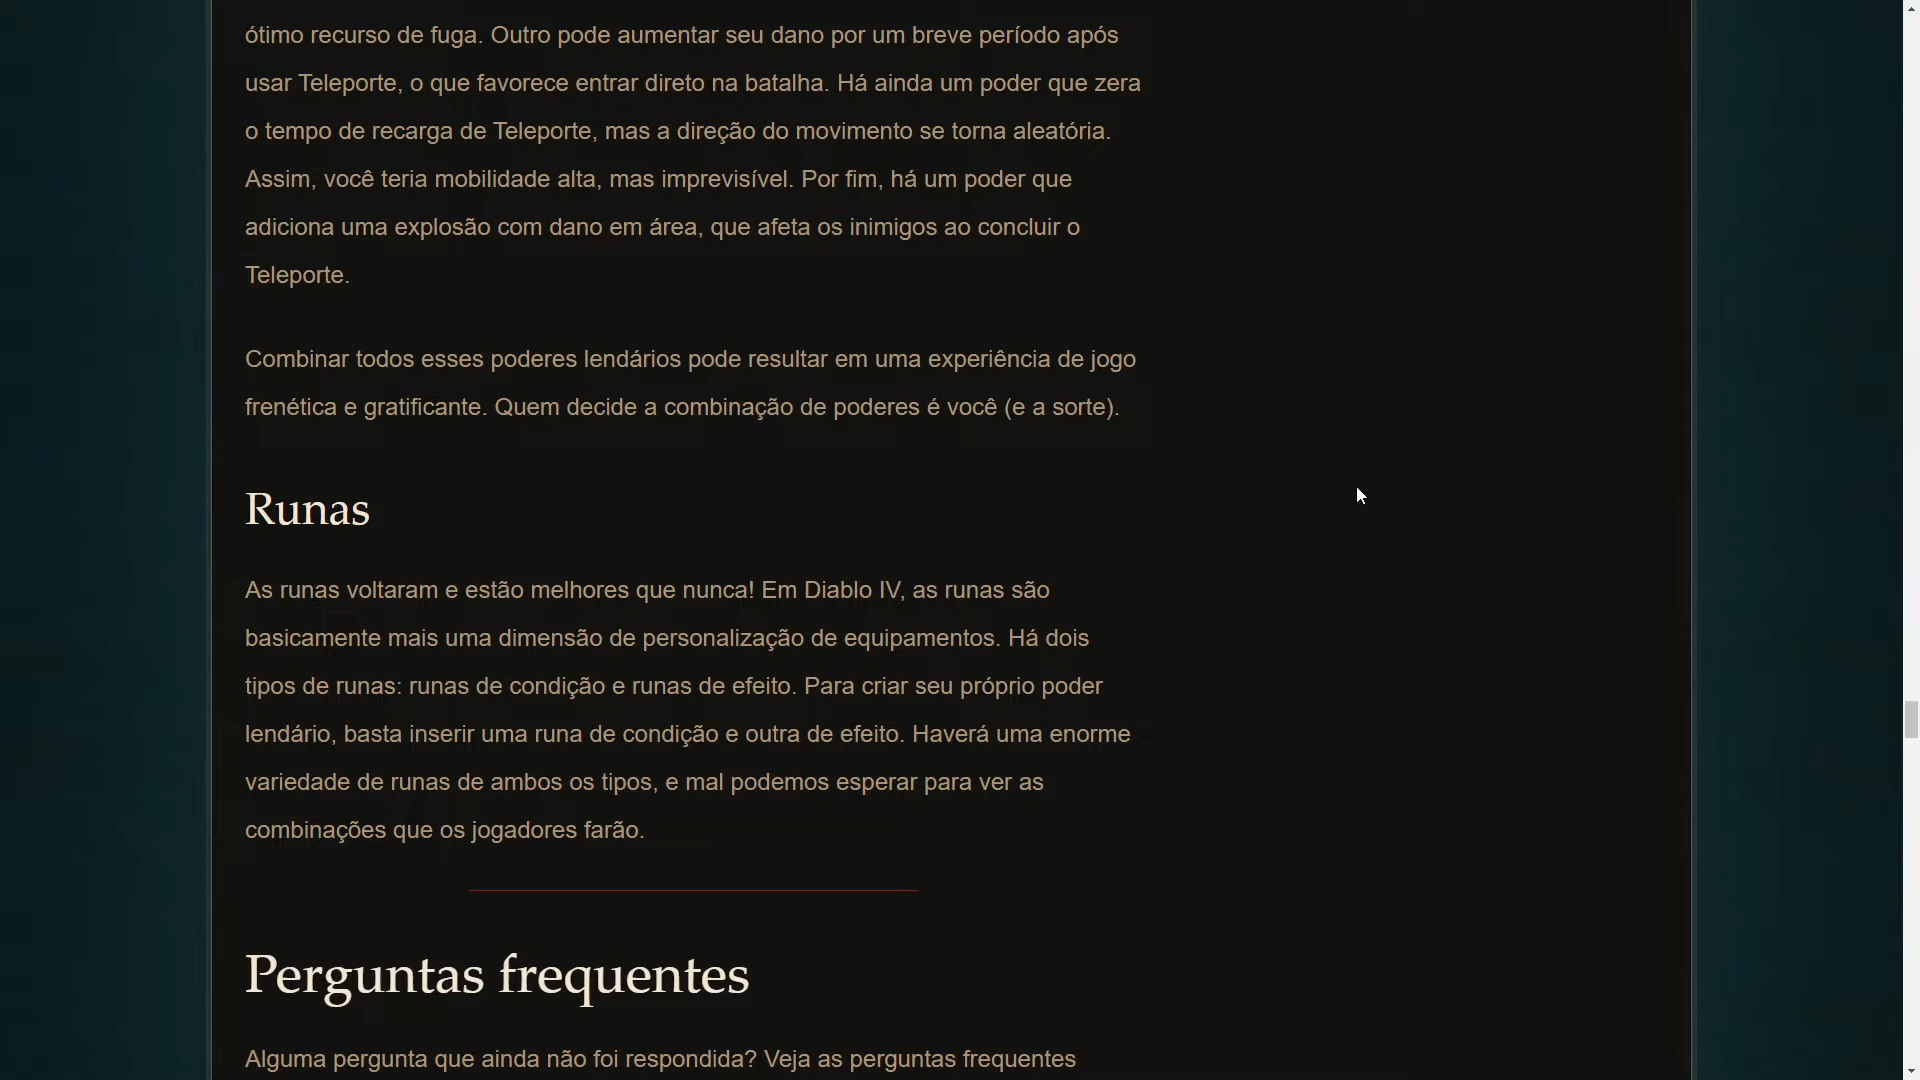 ótimo recurso de fuga. Outro pode aumentar seu dano por um breve período após
usar Teleporte, o que favorece entrar direto na batalha. Há ainda um poder que zera
o tempo de recarga de Teleporte, mas a direção do movimento se torna aleatória.
Assim, você teria mobilidade alta, mas imprevisível. Por fim, há um poder que
adiciona uma explosão com dano em área, que afeta os inimigos ao concluir o
Teleporte.
Combinar todos esses poderes lendários pode resultar em uma experiência de jogo
frenética e gratificante. Quem decide a combinação de poderes é você (e a sorte).
Runas
As runas voltaram e estão melhores que nunca! Em Diablo IV, as runas são
basicamente mais uma dimensão de personalização de equipamentos. Há dois
tipos de runas: runas de condição e runas de efeito. Para criar seu próprio poder
lendário, basta inserir uma runa de condição e outra de efeito. Haverá uma enorme
variedade de runas de ambos os tipos, e mal podemos esperar para ver as
combinações que os jogadores farão.
Perguntas frequentes
Alguma pergunta que ainda não foi respondida? Veja as perguntas frequentes